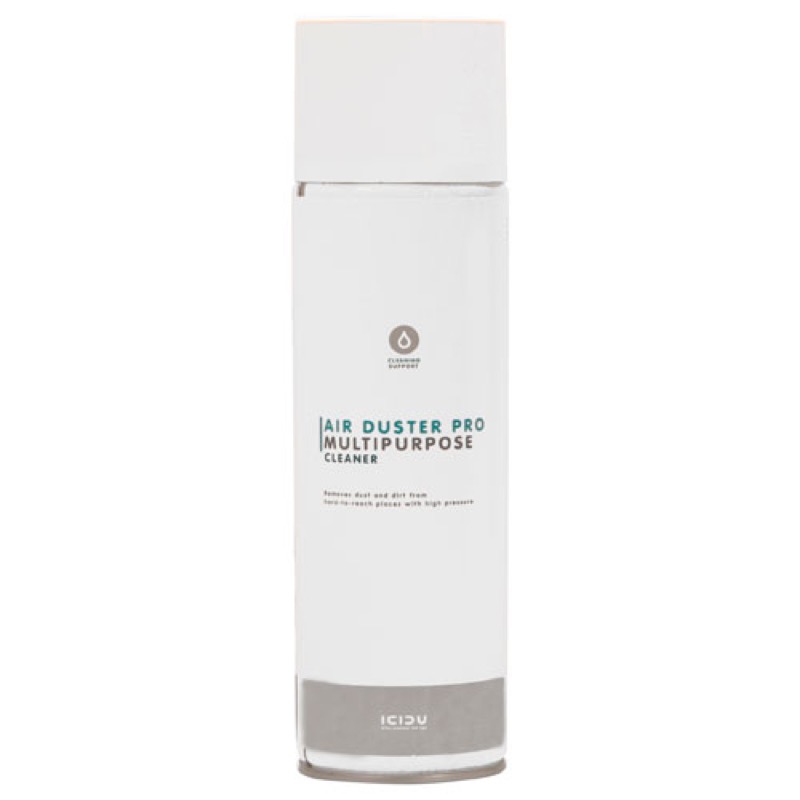 CLEANING
SUPPORT
AIR DUSTER PRO
MULTIPURPOSE
CLEANER
Removes dust and dirt from
hard-to-reach places with high pressure
ICIDU